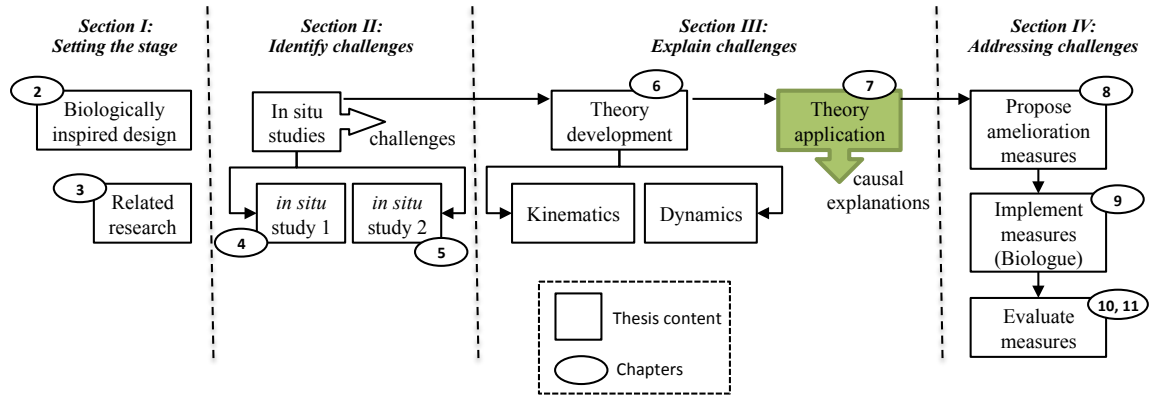 Section I:
Setting the stage
2
Biologically
inspired design
3
Related
research
Section II:
Identify challenges
In situ
studies
challenges
in situ
study 1
4
in situ
study 2
5
Section III:
Explain challenges
6
Theory
development
Kinematics
Dynamics
7
Theory
application
causal
explanations
Section IV:
Addressing challenges
8
Propose
amelioration
measures
9
Implement
measures
(Biologue)
10, 11
Evaluate
measures
Thesis content
Chapters